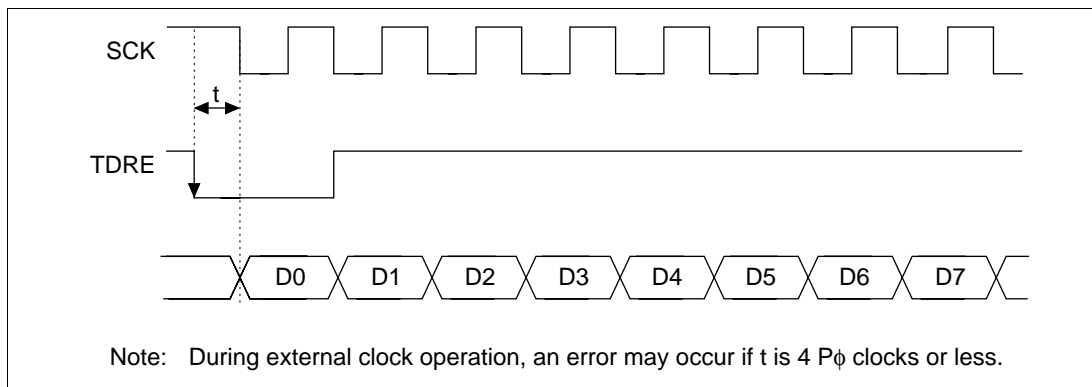 SCK
t
TDRE
D0 D1 D2 D3 D4 D5 D6 D7
Note: During external clock operation, an error may occur if t is 4 Pϕ clocks or less.